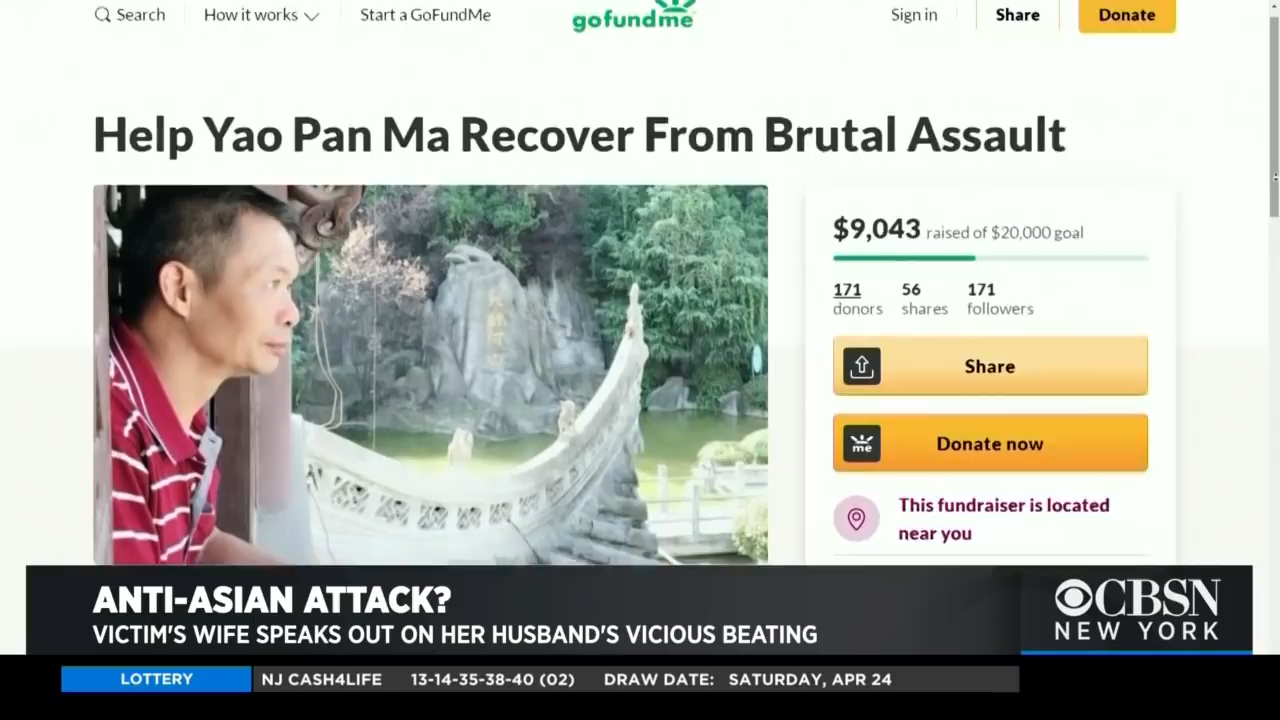 Search
How it works
Start a GoFundMe
gofundme
Sign in
Share
Donate
Help Yao Pan Ma Recover From Brutal Assault
$9,043 raised of $20,000 goal
171 56 171
donors shares followers
Share
me Donate now
This fundraiser is located
near you
ANTI-ASIAN ATTACK?
VICTIM'S WIFE SPEAKS OUT ON HER HUSBAND'S VICIOUS BEATING
CBSN
NEW YORK
LOTTERY NJ CASH4LIFE 13-14-35-38-40 (02) DRAW DATE: SATURDAY, APR 24